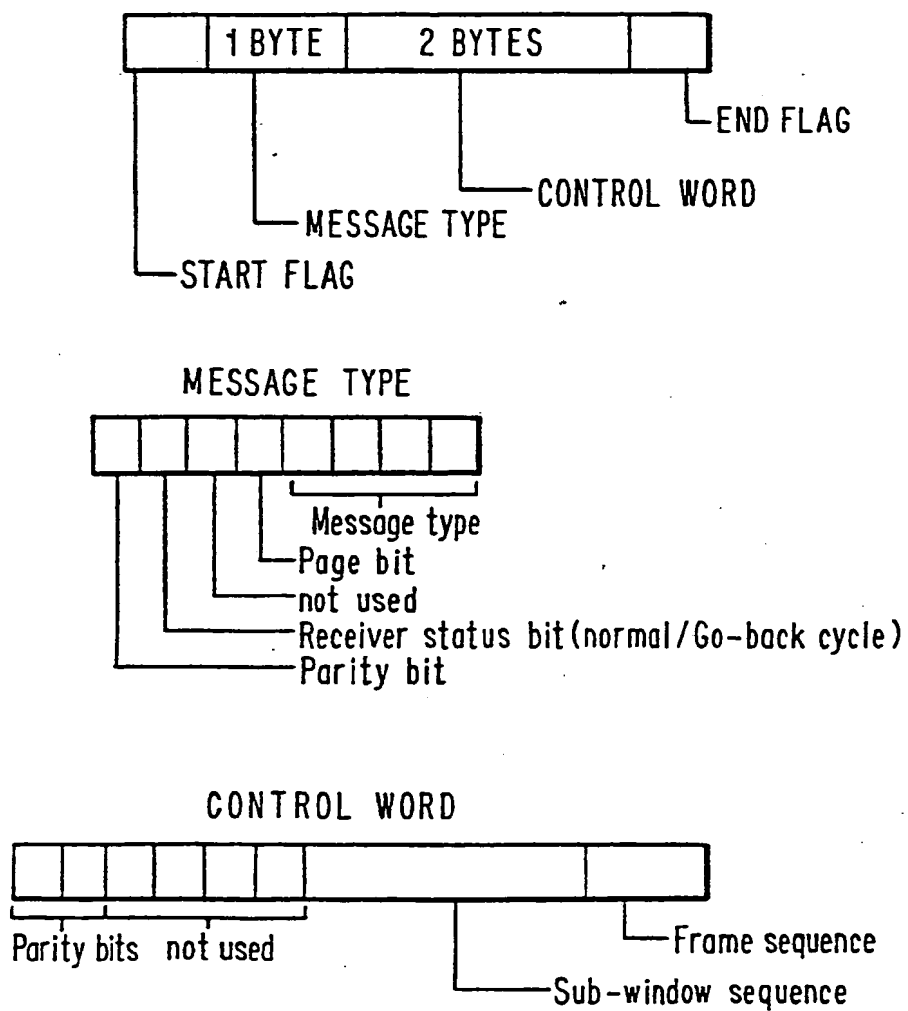 1 BYTE 2 BYTES
END FLAG
CONTROL WORD
MESSAGE TYPE
START FLAG
MESSAGE TYPE
Message type
Page bit
not used
Receiver status bit (normal/Go-back cycle)
Parity bit
CONTROL WORD
Parity bits not used
Frame sequence
Sub-window sequence